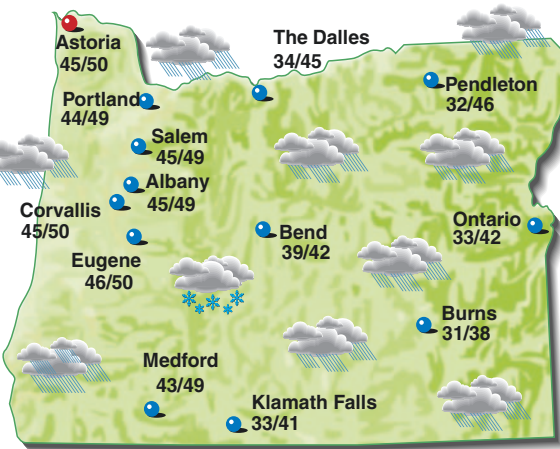 Astoria
45/50
The Dalles
34/45
Pendleton
32/46
Portland
44/49
Salem
45/49
Albany
45/49
Corvallis
45/50
Ontario
33/42
Bend
39/42
Eugene
46/50
Burns
31/38
Medford
43/49
Klamath Falls
33/41